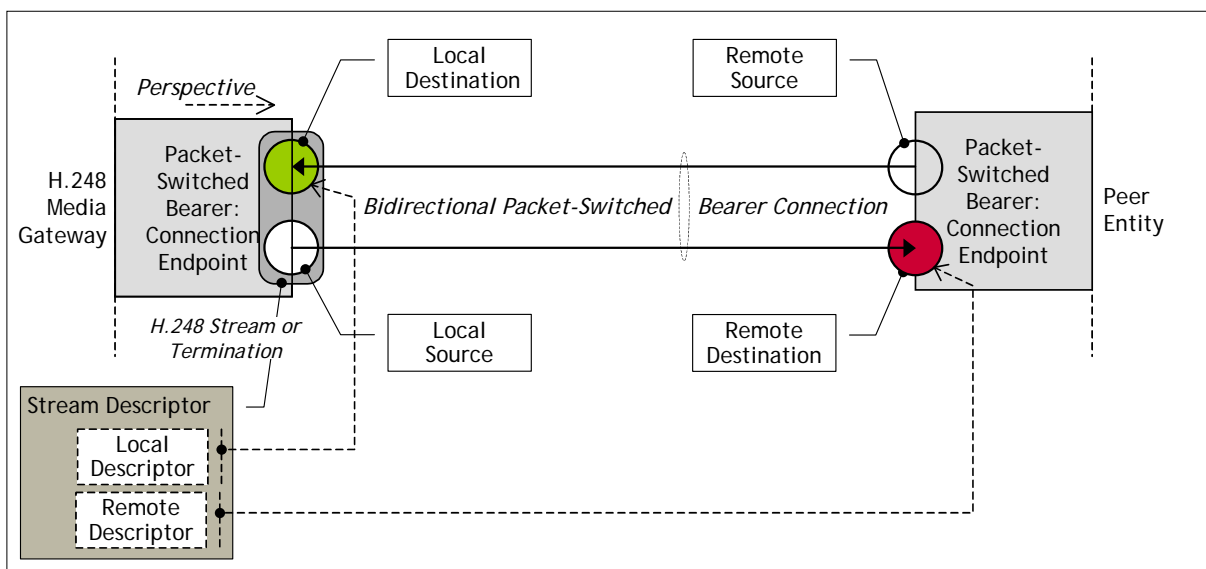 Local
Destination
Remote
Source
Perspective
Packet-
Switched
Bearer:
Connection
Endpoint
H.248
Media
Gateway
Bidirectional Packet-Switched
Bearer Connection
Packet-
Switched
Bearer:
Connection
Endpoint
Peer
Entity
H.248 Stream or
Termination
Local
Source
Remote
Destination
Stream Descriptor
Local
Descriptor
Remote
Descriptor